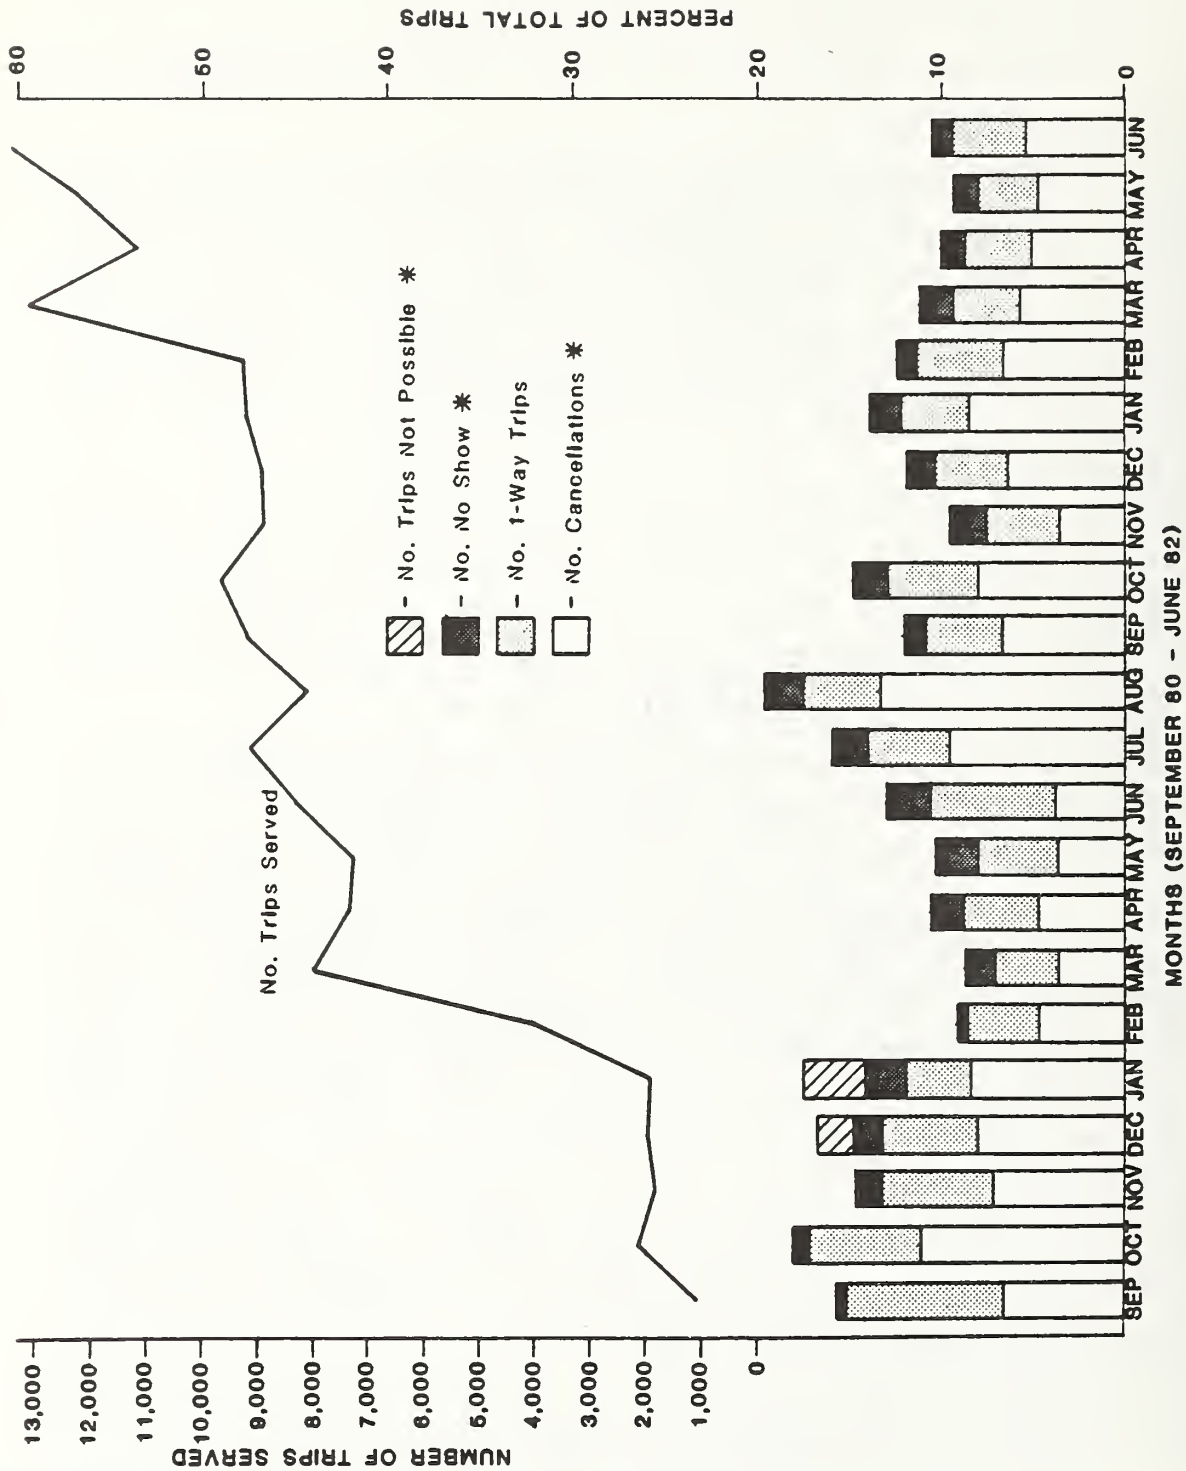 NUMBER OF TRIPS SERVED
13,000
12,000
11,000
10,000
9,000
8,000
7,000
6,000
5,000
4,000
3,000
2,000
1,000
0
No. Trips Served
- No. Trips Not Possible *
- No. No Show *
- No. 1-Way Trips
- No. Cancellations *
PERCENT OF TOTAL TRIPS
60
50
40
30
20
10
0
SEP OCT NOV DEC JAN FEB MAR APR MAY JUN JUL AUG SEP OCT NOV DEC JAN FEB MAR APR MAY JUN
MONTHS (SEPTEMBER 80 - JUNE 82)